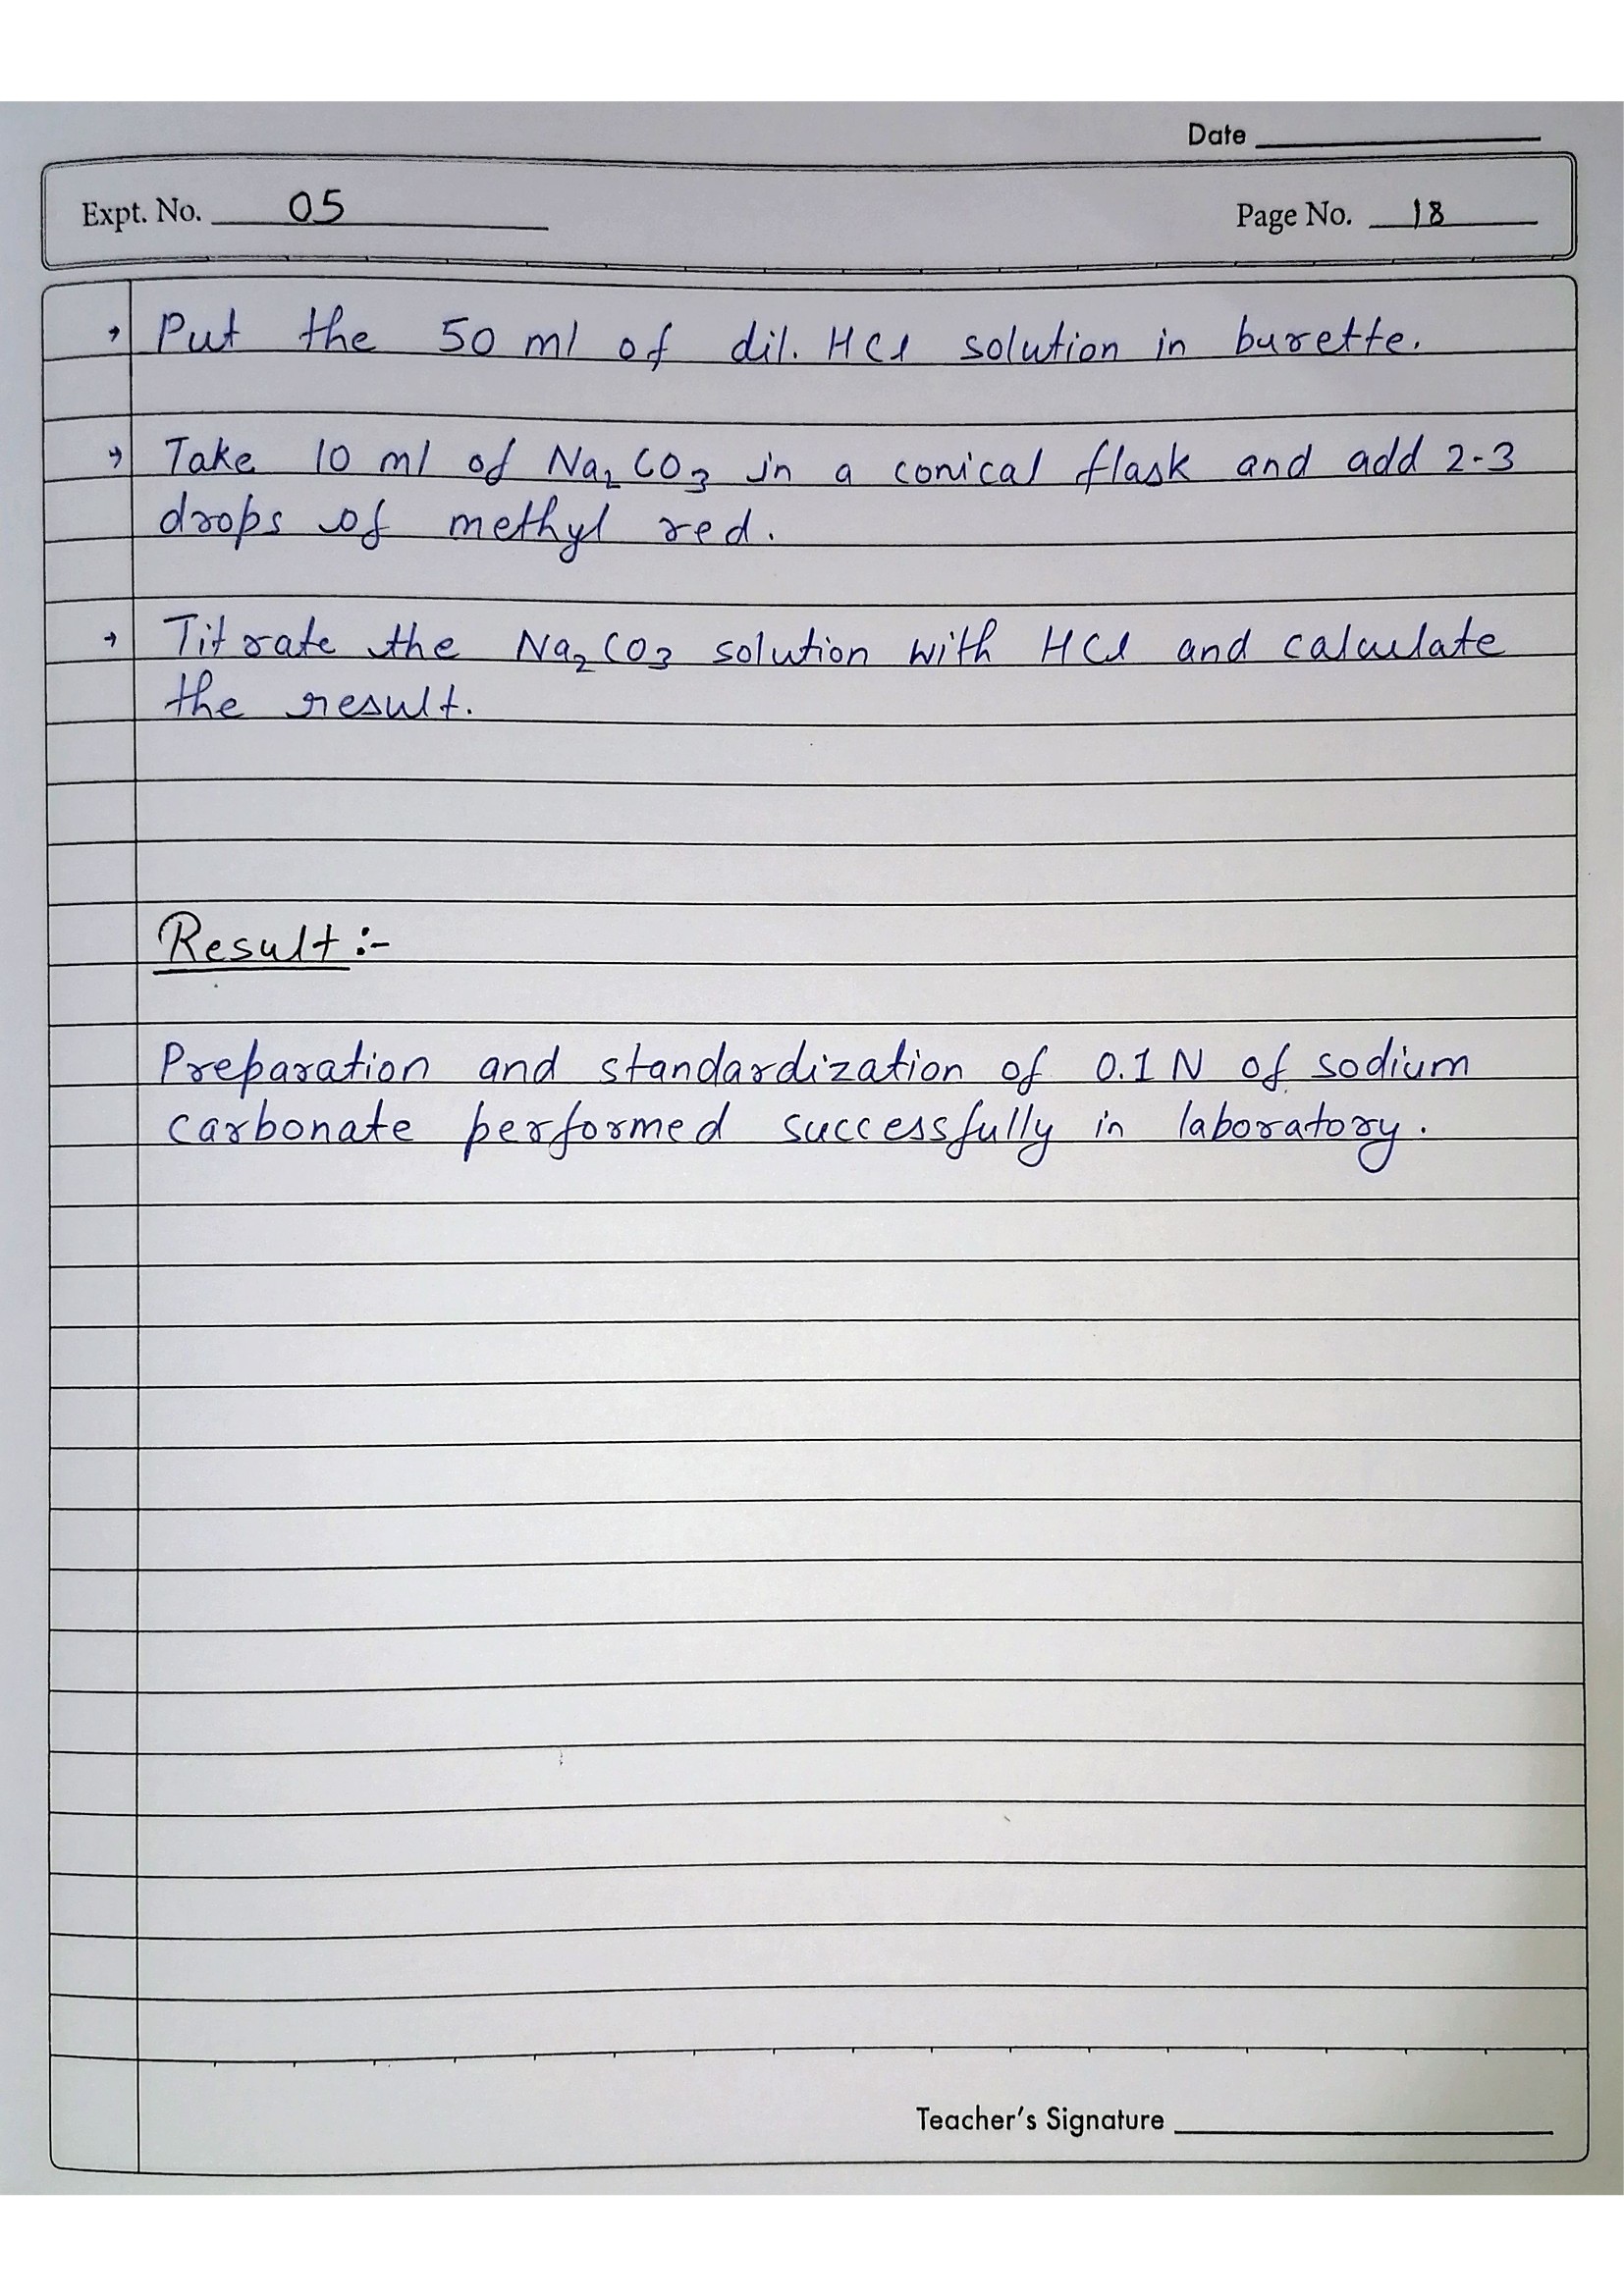 Date
Expt. No. 05
Page No. 18
→ Put the 50 ml of dil. HCl solution in burette.
→ Take 10 ml of Na₂CO₃ in a conical flask and add 2-3
drops of methyl red.
→ Titrate the Na₂CO₃ solution with HCl and calculate
the result.
Result :-
Preparation and standardization of 0.1 N of sodium
carbonate performed successfully in laboratory.
Teacher's Signature